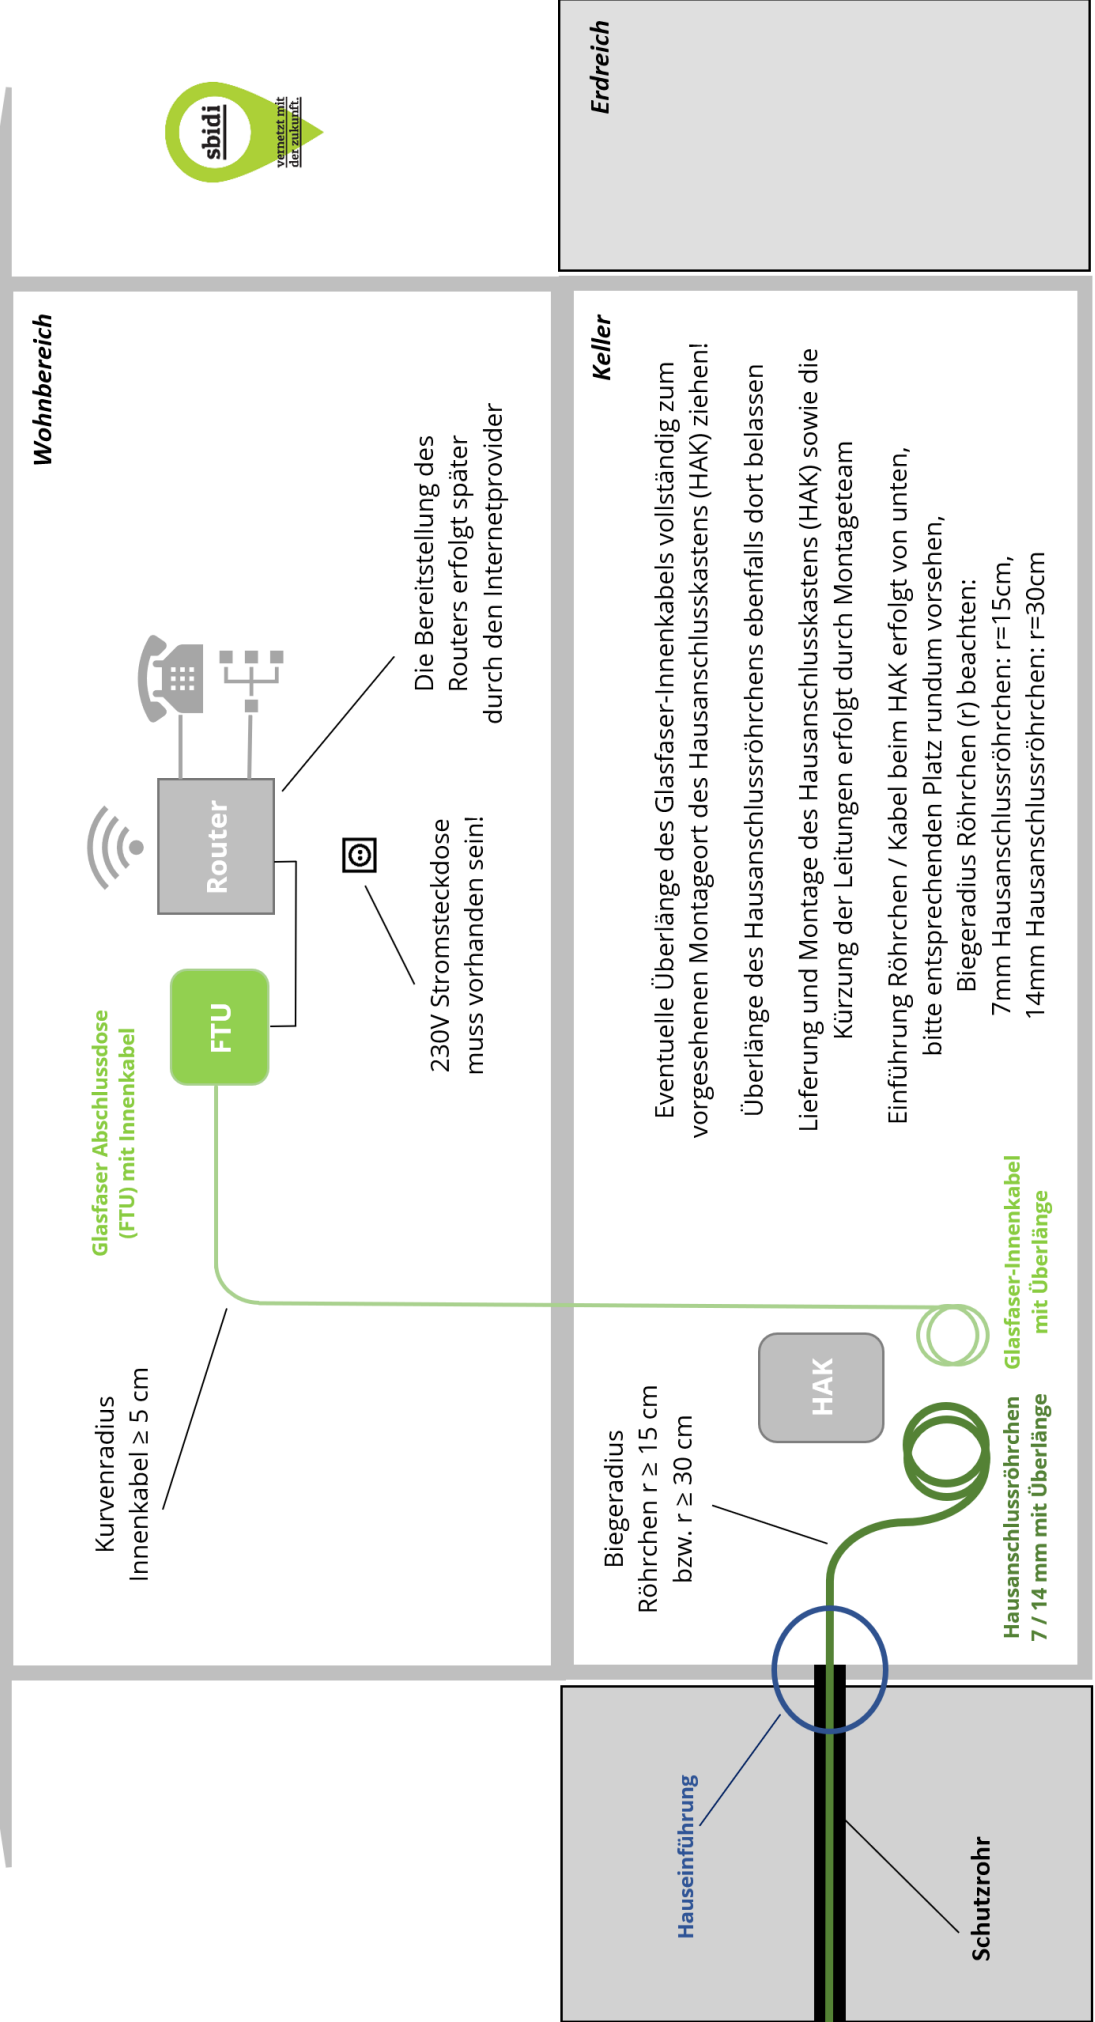 Wohnbereich
sbidi
vernetzt mit
der zukunft.
Glasfaser Abschlussdose
(FTU) mit Innenkabel
Kurvenradius
Innenkabel ≥ 5 cm
FTU
Router
230V Stromsteckdose
muss vorhanden sein!
Die Bereitstellung des
Routers erfolgt später
durch den Internetprovider
Erdreich
Keller
Hauseinführung
Schutzrohr
Biegeradius
Röhrchen r ≥ 15 cm
bzw. r ≥ 30 cm
HAK
Hausanschlussröhrchen
7 / 14 mm mit Überlänge
Glasfaser-Innenkabel
mit Überlänge
Eventuelle Überlänge des Glasfaser-Innenkabels vollständig zum
vorgesehenen Montageort des Hausanschlusskastens (HAK) ziehen!
Überlänge des Hausanschlussröhrchens ebenfalls dort belassen
Lieferung und Montage des Hausanschlusskastens (HAK) sowie die
Kürzung der Leitungen erfolgt durch Montageteam
Einführung Röhrchen / Kabel beim HAK erfolgt von unten,
bitte entsprechenden Platz rundum vorsehen,
Biegeradius Röhrchen (r) beachten:
7mm Hausanschlussröhrchen: r=15cm,
14mm Hausanschlussröhrchen: r=30cm